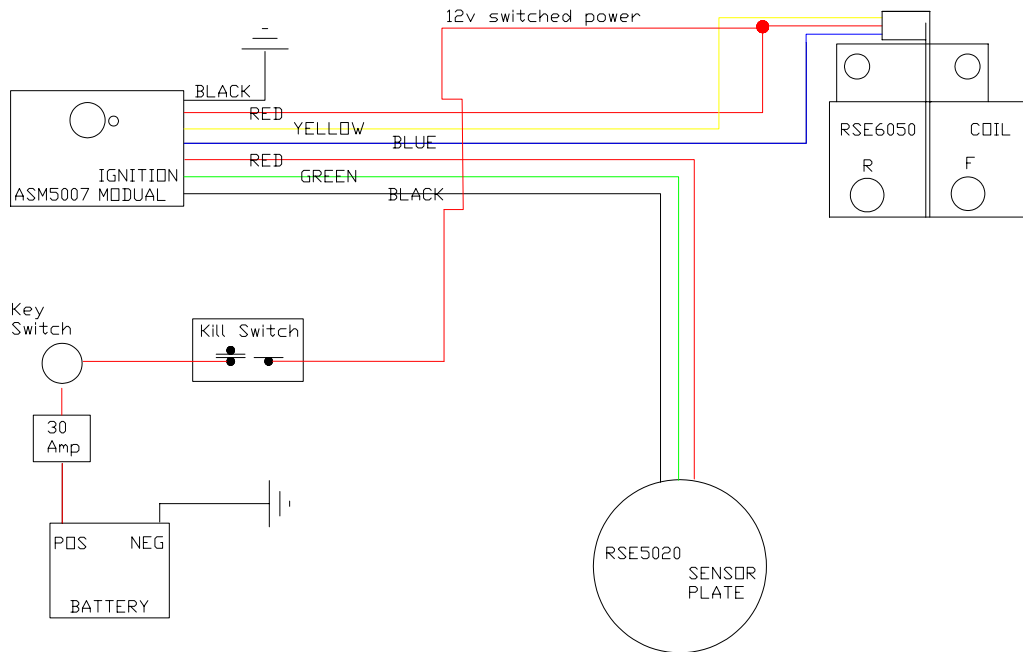 12v switched power
BLACK
RED
YELLOW
BLUE
RED
GREEN
BLACK
IGNITION
ASM5007 MODUAL
RSE6050 COIL
R F
Key
Switch
Kill Switch
30
Amp
POS NEG
BATTERY
RSE5020
SENSOR
PLATE